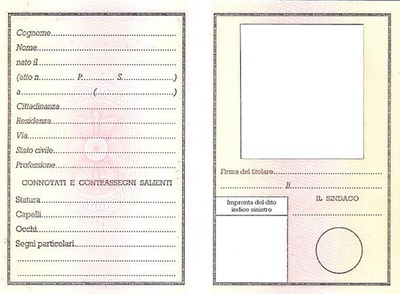 Cognome
Nome
nato il
(atto n. P. S. )
a ( )
Cittadinanza
Residenza
Via
Stato civile
Professione
CONNOTATI E CONTRASSEGNI SALIENTI
Statura
Capelli
Occhi
Segni particolari
Firma del titolare
li
Impronta del dito
indice sinistro
IL SINDACO